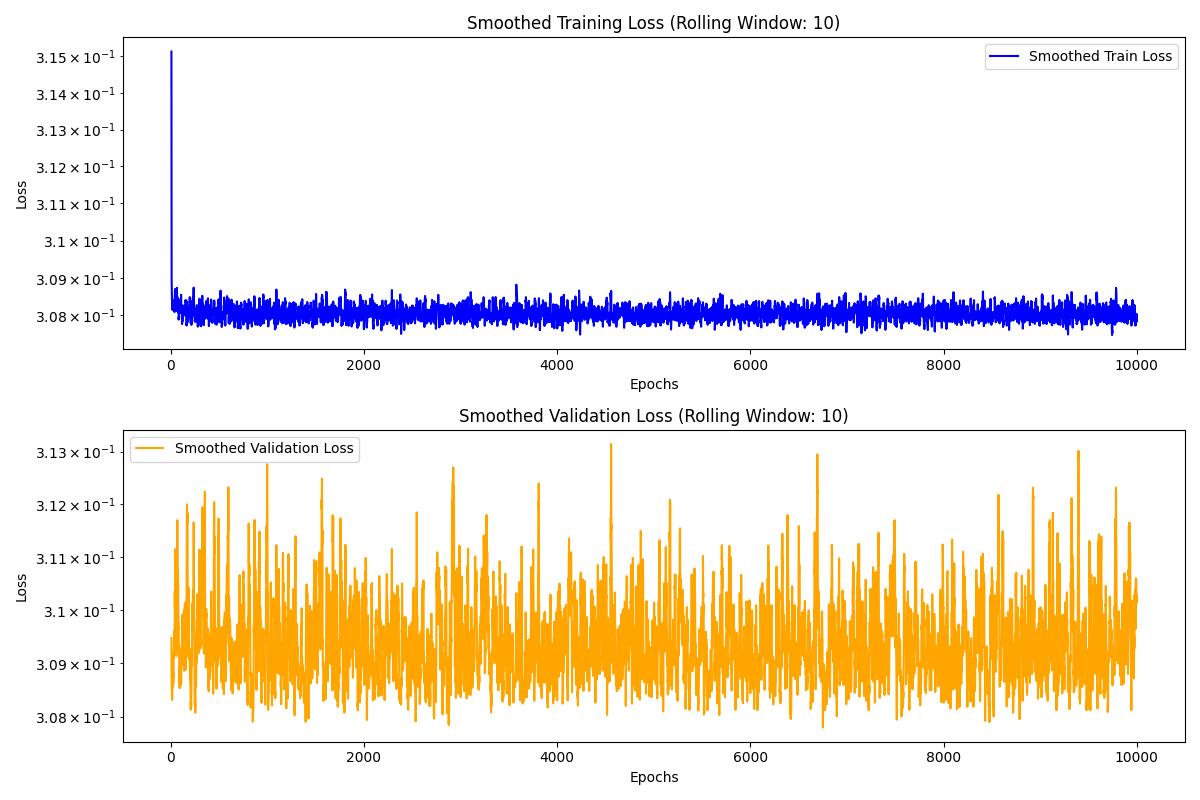 Smoothed Training Loss (Rolling Window: 10)
3.15 × 10⁻¹
3.14 × 10⁻¹
3.13 × 10⁻¹
3.12 × 10⁻¹
3.11 × 10⁻¹
3.1 × 10⁻¹
3.09 × 10⁻¹
3.08 × 10⁻¹
Loss
Smoothed Train Loss
0 2000 4000 6000 8000 10000
Epochs
Smoothed Validation Loss (Rolling Window: 10)
3.13 × 10⁻¹
3.12 × 10⁻¹
3.11 × 10⁻¹
3.1 × 10⁻¹
3.09 × 10⁻¹
3.08 × 10⁻¹
Loss
Smoothed Validation Loss
0 2000 4000 6000 8000 10000
Epochs